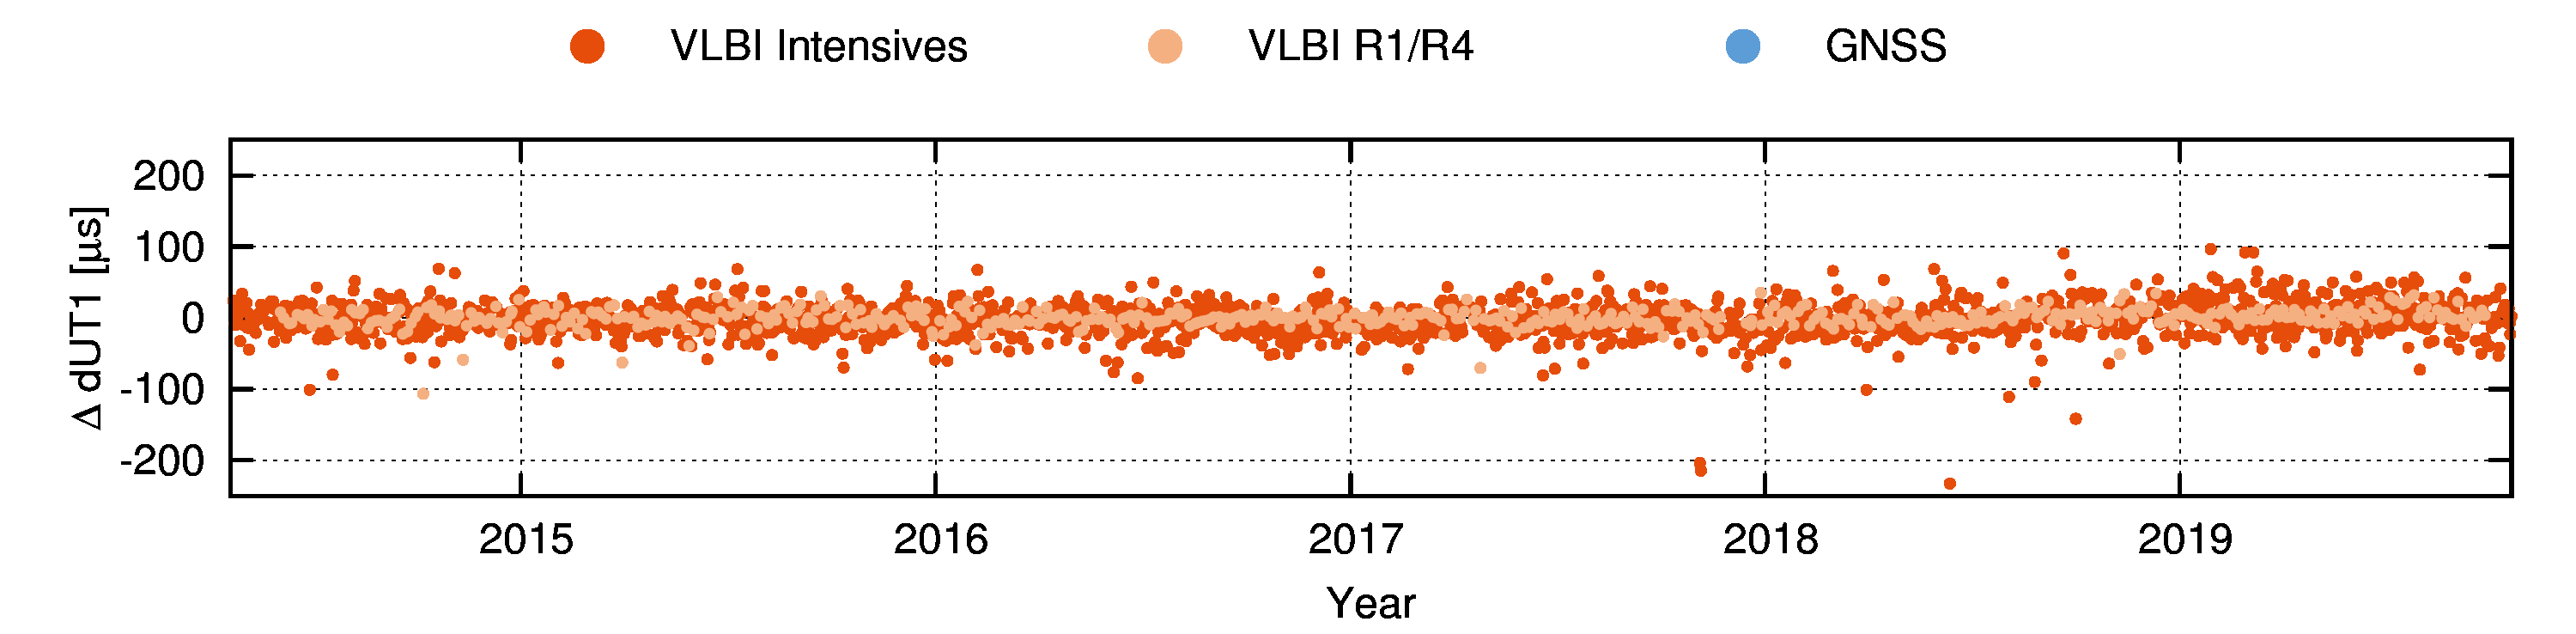 VLBI Intensives VLBI R1/R4 GNSS
200
100
0
-100
-200
Δ dUT1 [μs]
2015 2016 2017 2018 2019
Year